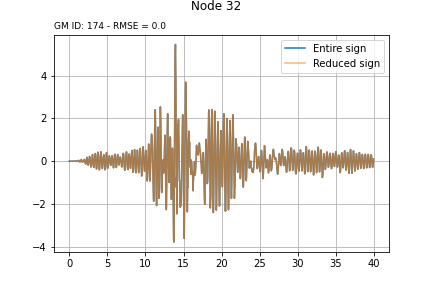 Node 32
GM ID: 174 - RMSE = 0.0
Entire sign
Reduced sign
4
2
0
−2
−4
0 5 10 15 20 25 30 35 40